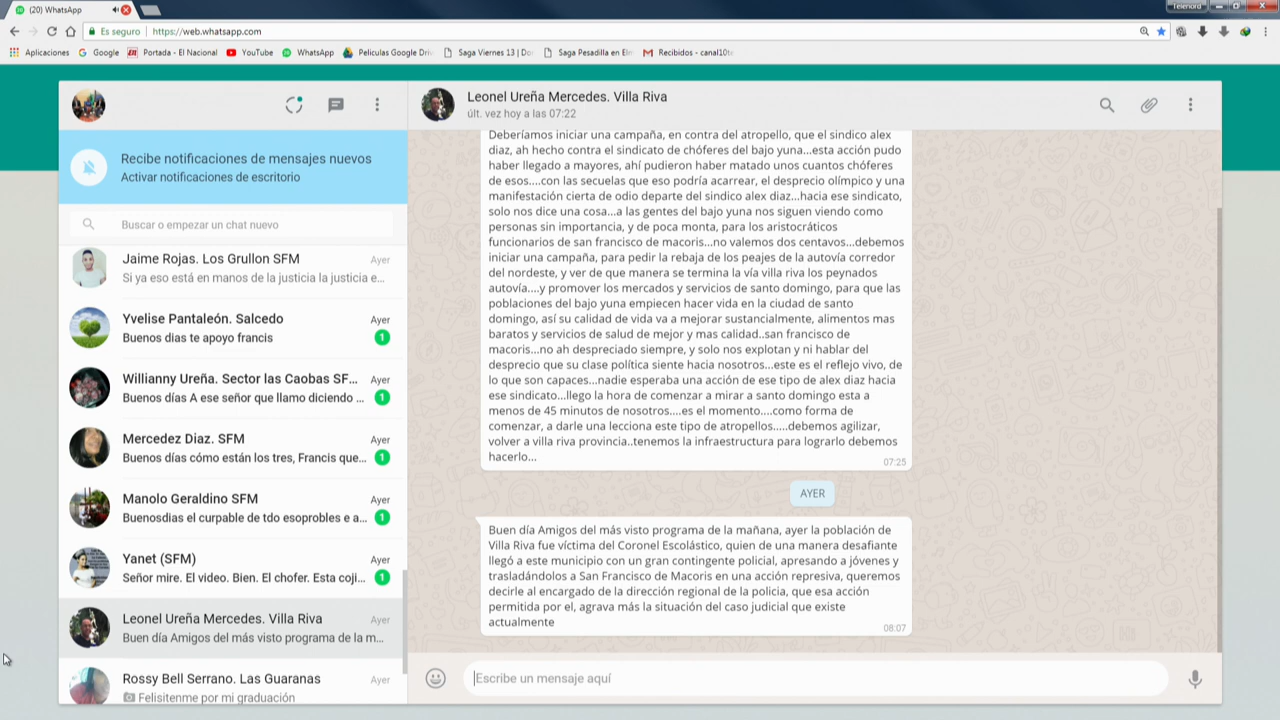 (20) WhatsApp
Telenord
Es seguro
https://web.whatsapp.com
Aplicaciones
Google
Portada - El Nacional
YouTube
WhatsApp
Peliculas Google Driv
Saga Viernes 13 | Do
Saga Pesadilla en Elm
Recibidos - canal10t
Leonel Ureña Mercedes. Villa Riva
últ. vez hoy a las 07:22
Recibe notificaciones de mensajes nuevos
Activar notificaciones de escritorio
Buscar o empezar un chat nuevo
Jaime Rojas. Los Grullon SFM
Ayer
Si ya eso está en manos de la justicia la justicia e...
Yvelise Pantaleón. Salcedo
Ayer
Buenos dias te apoyo francis
1
Willianny Ureña. Sector las Caobas SF...
Ayer
Buenos días A ese señor que llamo diciendo ...
1
Mercedez Diaz. SFM
Ayer
Buenos días cómo están los tres, Francis que...
1
Manolo Geraldino SFM
Ayer
Buenosdias el curpable de tdo esoprobles e a...
1
Yanet (SFM)
Ayer
Señor mire. El video. Bien. El chofer. Esta coji...
1
Leonel Ureña Mercedes. Villa Riva
Ayer
Buen día Amigos del más visto programa de la m...
Rossy Bell Serrano. Las Guaranas
Ayer
Felisitenme por mi graduación
Deberíamos iniciar una campaña, en contra del atropello, que el sindico alex
diaz, ah hecho contra el sindicato de chóferes del bajo yuna...esta acción pudo
haber llegado a mayores, ahí pudieron haber matado unos cuantos chóferes
de esos....con las secuelas que eso podría acarrear, el desprecio olímpico y una
manifestación cierta de odio departe del sindico alex diaz...hacia ese sindicato,
solo nos dice una cosa...a las gentes del bajo yuna nos siguen viendo como
personas sin importancia, y de poca monta, para los aristocráticos
funcionarios de san francisco de macoris...no valemos dos centavos...debemos
iniciar una campaña, para pedir la rebaja de los peajes de la autovía corredor
del nordeste, y ver de que manera se termina la vía villa riva los peynados
autovía....y promover los mercados y servicios de santo domingo, para que las
poblaciones del bajo yuna empiecen hacer vida en la ciudad de santo
domingo, así su calidad de vida va a mejorar sustancialmente, alimentos mas
baratos y servicios de salud de mejor y mas calidad..san francisco de
macoris...no ah despreciado siempre, y solo nos explotan y ni hablar del
desprecio que su clase política siente hacia nosotros...este es el reflejo vivo, de
lo que son capaces...nadie esperaba una acción de ese tipo de alex diaz hacia
ese sindicato...llego la hora de comenzar a mirar a santo domingo esta a
menos de 45 minutos de nosotros....es el momento....como forma de
comenzar, a darle una lección este tipo de atropellos.....debemos agilizar,
volver a villa riva provincia..tenemos la infraestructura para lograrlo debemos
hacerlo...
07:25
AYER
Buen día Amigos del más visto programa de la mañana, ayer la población de
Villa Riva fue víctima del Coronel Escolástico, quien de una manera desafiante
llegó a este municipio con un gran contingente policial, apresando a jóvenes y
trasladándolos a San Francisco de Macoris en una acción represiva, queremos
decirle al encargado de la dirección regional de la policia, que esa acción
permitida por el, agrava más la situación del caso judicial que existe
actualmente
08:07
Escribe un mensaje aquí